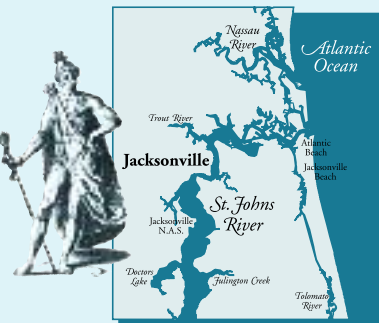 Nassau
River
Atlantic
Ocean
Trout River
Atlantic
Beach
Jacksonville
Jacksonville
Beach
St. Johns
River
Jacksonville
N.A.S.
Doctors
Lake
Julington Creek
Tolomato
River